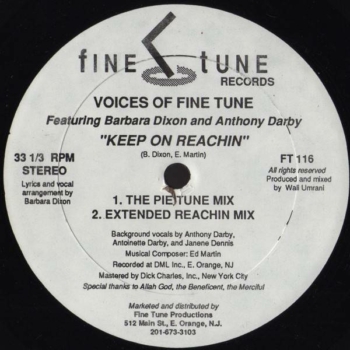 fine tune
RECORDS
VOICES OF FINE TUNE
Featuring Barbara Dixon and Anthony Darby
"KEEP ON REACHIN"
(B. Dixon, E. Martin)
33 1/3 RPM
STEREO
Lyrics and vocal
arrangement by
Barbara Dixon
FT 116
All rights reserved
Produced and mixed
by Wali Umrani
1. THE PIE)TUNE MIX
2. EXTENDED REACHIN MIX
Background vocals by Anthony Darby,
Antoinette Darby, and Janene Dennis
Musical Composer: Ed Martin
Recorded at DML Inc., E. Orange, NJ
Mastered by Dick Charles, Inc., New York City
Special thanks to Allah God, the Beneficent, the Merciful
Marketed and distributed by
Fine Tune Productions
512 Main St., E. Orange, N.J.
201-673-3103